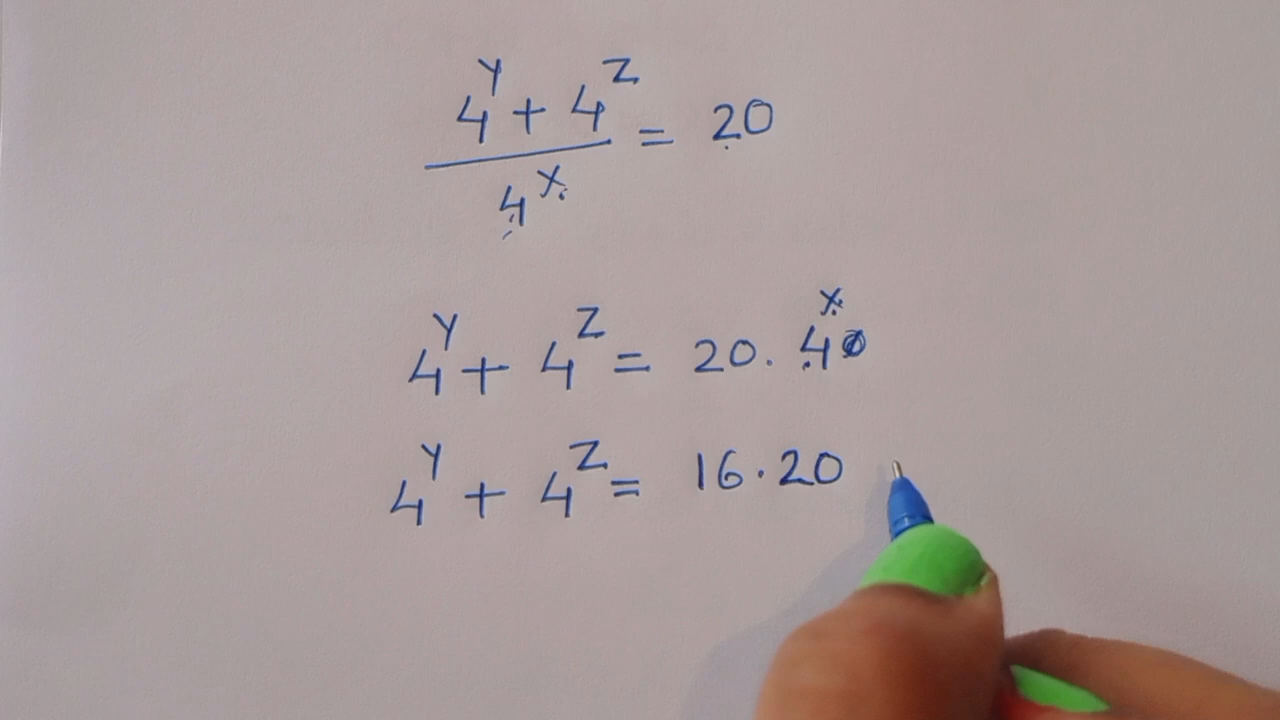 4^Y + 4^Z / 4^X = 20
4^Y + 4^Z = 20 . 4^X
4^Y + 4^Z = 16 . 20